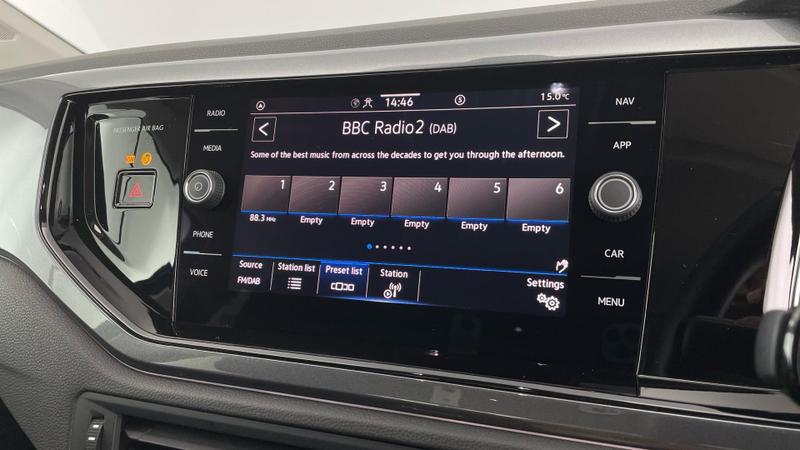 PASSENGER AIR BAG
RADIO
MEDIA
PHONE
VOICE
14:46
15.0°C
BBC Radio2 (DAB)
Some of the best music from across the decades to get you through the afternoon.
1 2 3 4 5 6
88.3 MHz Empty Empty Empty Empty Empty
Source Station list Preset list Station Settings
FM/DAB
NAV
APP
CAR
MENU